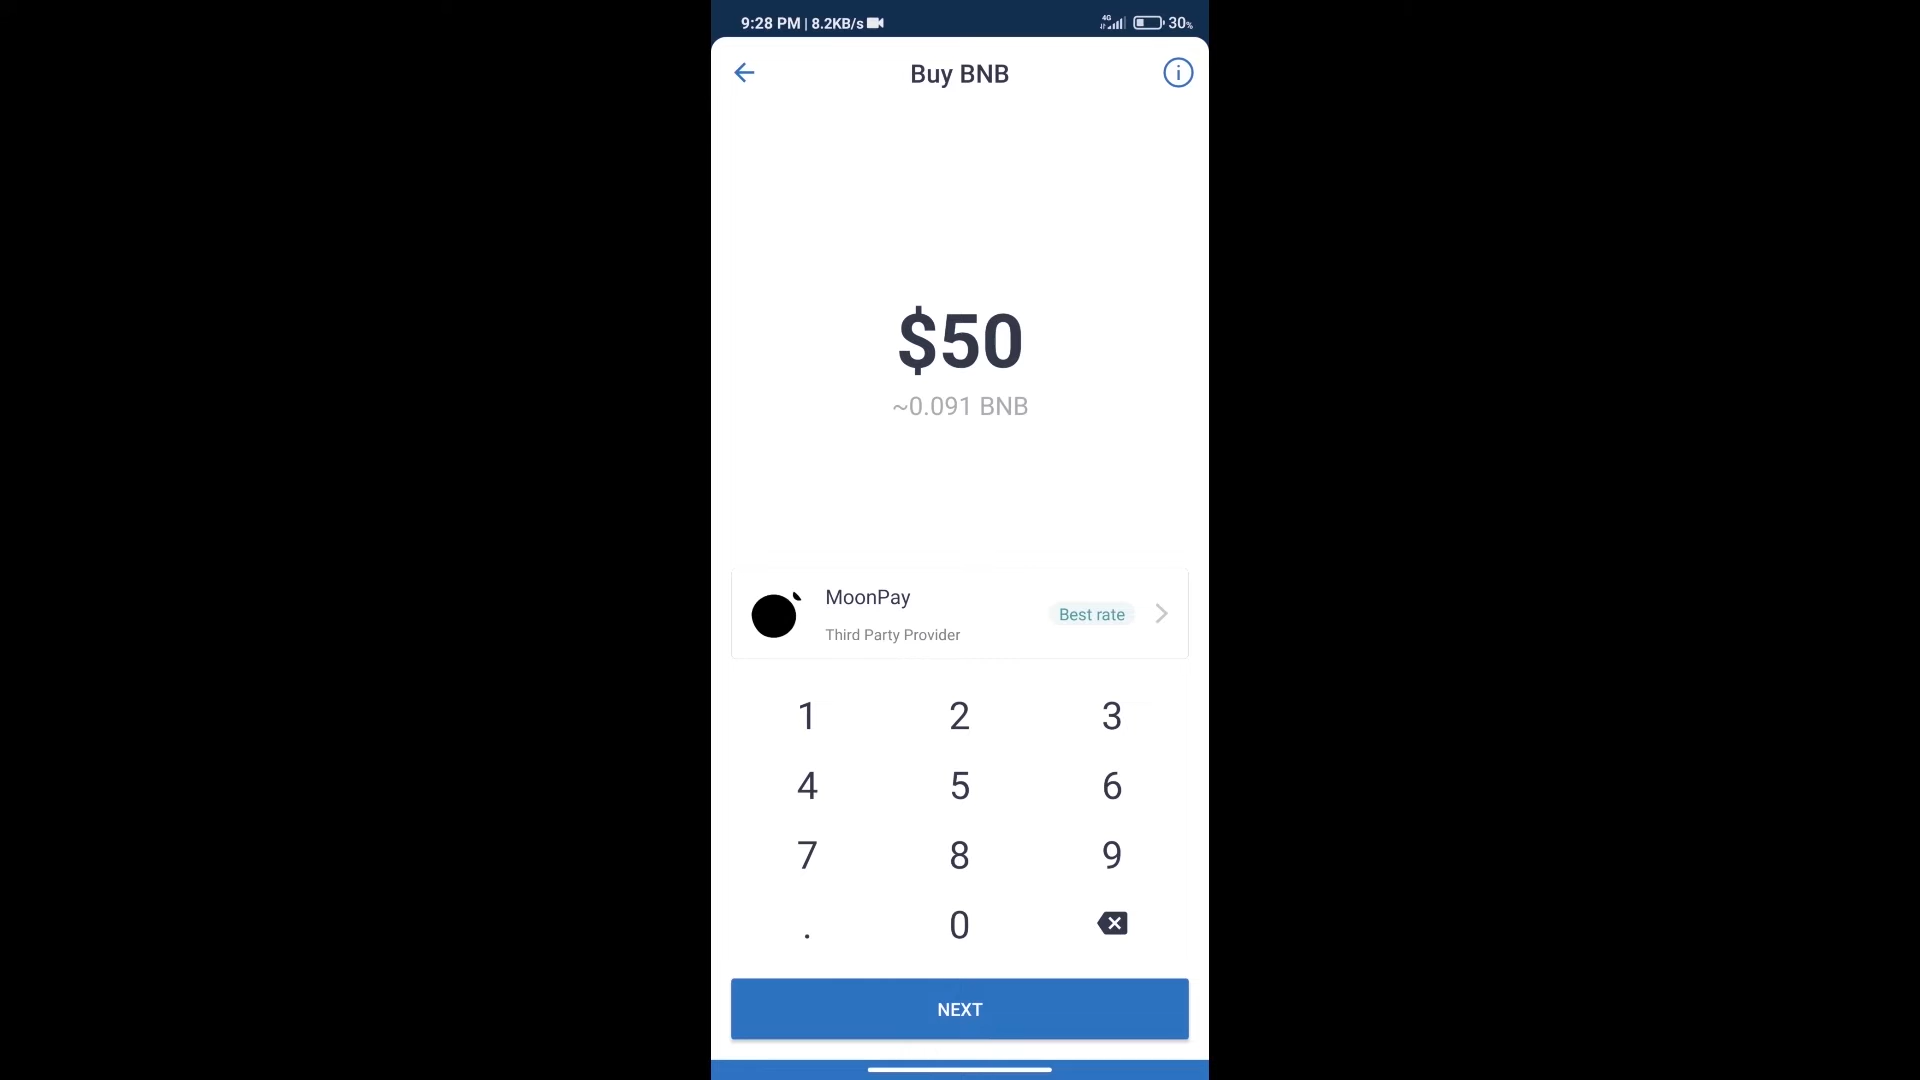 9:28 PM | 8.2KB/s 4G 30%
Buy BNB
$50
~0.091 BNB
MoonPay
Best rate
Third Party Provider
1 2 3
4 5 6
7 8 9
. 0
NEXT